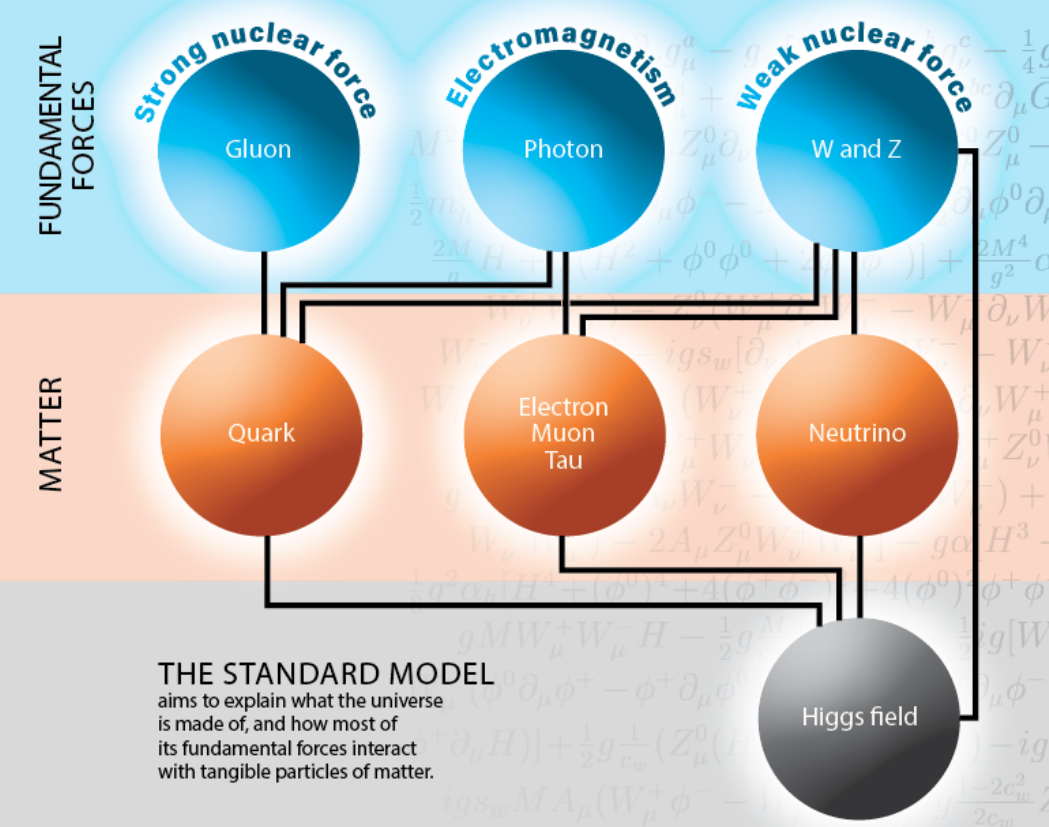 FUNDAMENTAL
FORCES
Strong nuclear force
Electromagnetism
Weak nuclear force
Gluon
Photon
W and Z
MATTER
Quark
Electron
Muon
Tau
Neutrino
THE STANDARD MODEL
aims to explain what the universe
is made of, and how most of
its fundamental forces interact
with tangible particles of matter.
Higgs field